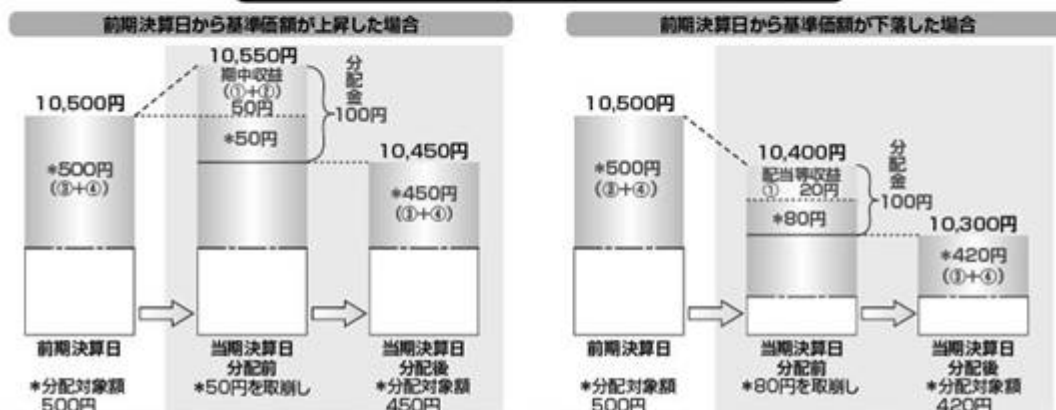 前期決算日から基準価額が上昇した場合
10,500円
*500円
(③+④)
10,550円
期中収益
(①+②)
50円
*50円
分配金
100円
10,450円
*450円
(③+④)
前期決算日
*分配対象額
500円
当期決算日
分配前
*50円を取崩し
当期決算日
分配後
*分配対象額
450円
前期決算日から基準価額が下落した場合
10,500円
*500円
(③+④)
10,400円
配当等収益
① 20円
*80円
分配金
100円
10,300円
*420円
(③+④)
前期決算日
*分配対象額
500円
当期決算日
分配前
*80円を取崩し
当期決算日
分配後
*分配対象額
420円